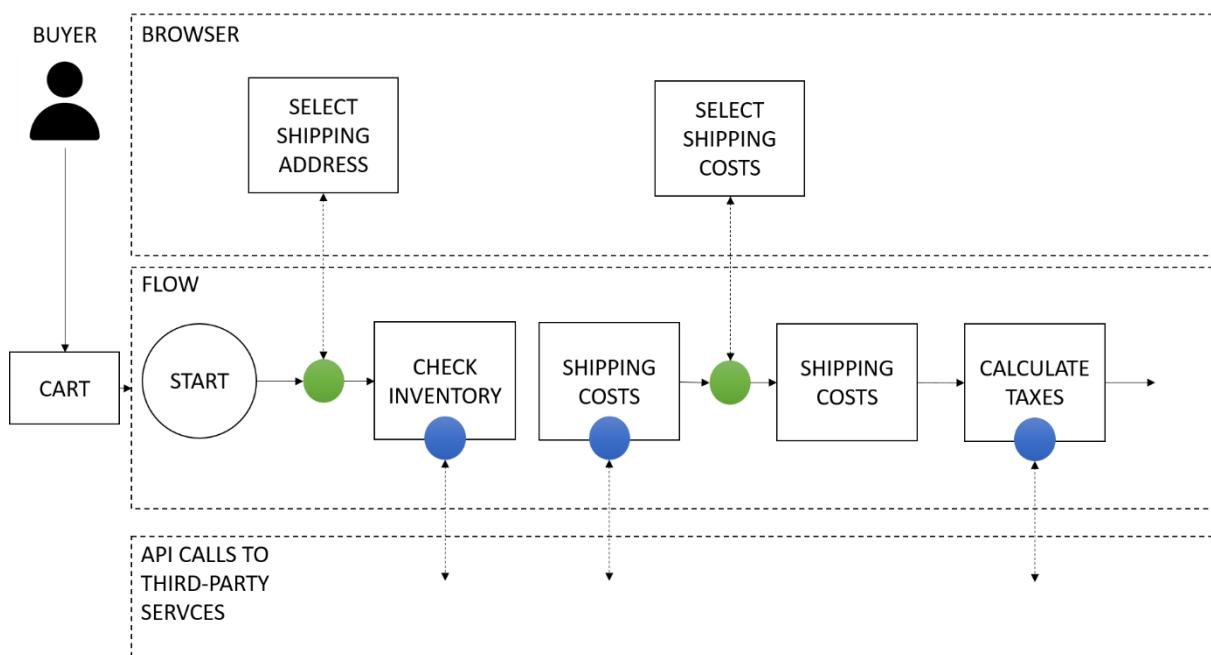 BUYER
BROWSER
SELECT
SHIPPING
ADDRESS
SELECT
SHIPPING
COSTS
FLOW
CART
START
CHECK
INVENTORY
SHIPPING
COSTS
SHIPPING
COSTS
CALCULATE
TAXES
API CALLS TO
THIRD-PARTY
SERVCES